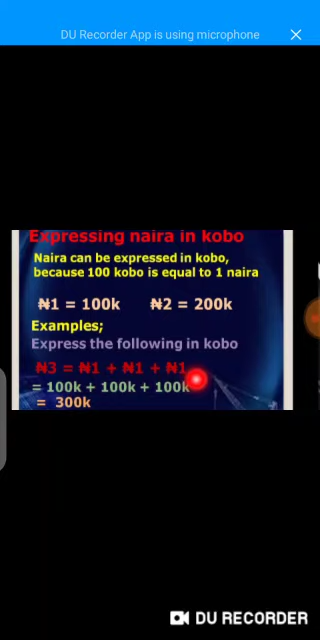 DU Recorder App is using microphone
Expressing naira in kobo
Naira can be expressed in kobo,
because 100 kobo is equal to 1 naira
₦1 = 100k ₦2 = 200k
Examples;
Express the following in kobo
₦3 = ₦1 + ₦1 + ₦1
= 100k + 100k + 100k
= 300k
DU RECORDER